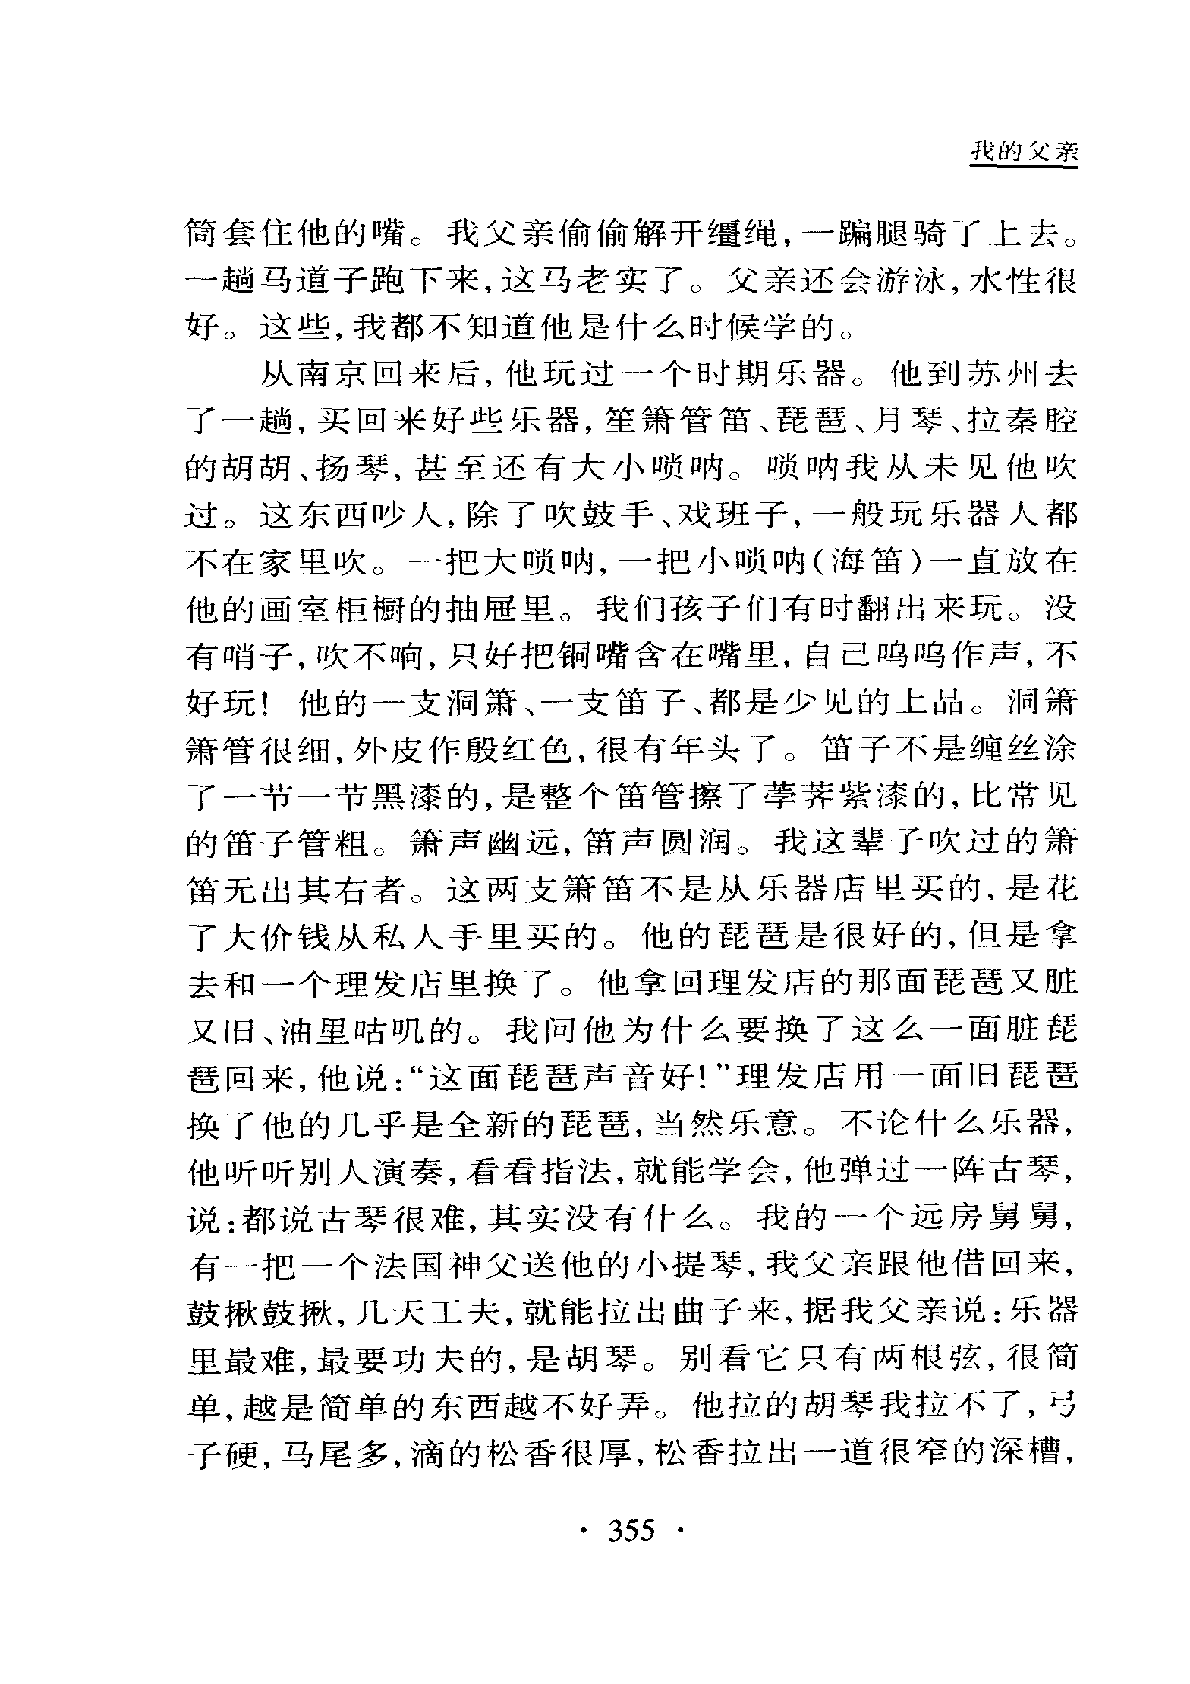 我的父亲
筒套住他的嘴。我父亲偷偷解开缰绳，一蹁腿骑了上去。
一趟马道子跑下来，这马老实了。父亲还会游泳，水性很
好。这些，我都不知道他是什么时候学的。
从南京回来后，他玩过一个时期乐器。他到苏州去
了一趟，买回来好些乐器，笙箫管笛、琵琶、月琴、拉秦腔
的胡胡、扬琴，甚至还有大小唢呐。唢呐我从未见他吹
过。这东西吵人，除了吹鼓手、戏班子，一般玩乐器人都
不在家里吹。一把大唢呐，一把小唢呐（海笛）一直放在
他的画室柜橱的抽屉里。我们孩子们有时翻出来玩。没
有哨子，吹不响，只好把铜嘴含在嘴里，自己呜呜作声，不
好玩！他的一支洞箫、一支笛子、都是少见的上品。洞箫
箫管很细，外皮作殷红色，很有年头了。笛子不是缠丝涂
了一节一节黑漆的，是整个笛管擦了荸荠紫漆的，比常见
的笛子管粗。箫声幽远，笛声圆润。我这辈子吹过的箫
笛无出其右者。这两支箫笛不是从乐器店里买的，是花
了大价钱从私人手里买的。他的琵琶是很好的，但是拿
去和一个理发店里换了。他拿回理发店的那面琵琶又脏
又旧、油里咕叽的。我问他为什么要换了这么一面脏琵
琶回来，他说：“这面琵琶声音好！”理发店用一面旧琵琶
换了他的几乎是全新的琵琶，当然乐意。不论什么乐器，
他听听别人演奏，看看指法，就能学会，他弹过一阵古琴，
说：都说古琴很难，其实没有什么。我的一个远房舅舅，
有一把一个法国神父送他的小提琴，我父亲跟他借回来，
鼓揪鼓揪，几天工夫，就能拉出曲子来，据我父亲说：乐器
里最难，最要功夫的，是胡琴。别看它只有两根弦，很简
单，越是简单的东西越不好弄。他拉的胡琴我拉不了，弓
子硬，马尾多，滴的松香很厚，松香拉出一道很窄的深槽，
· 355 ·